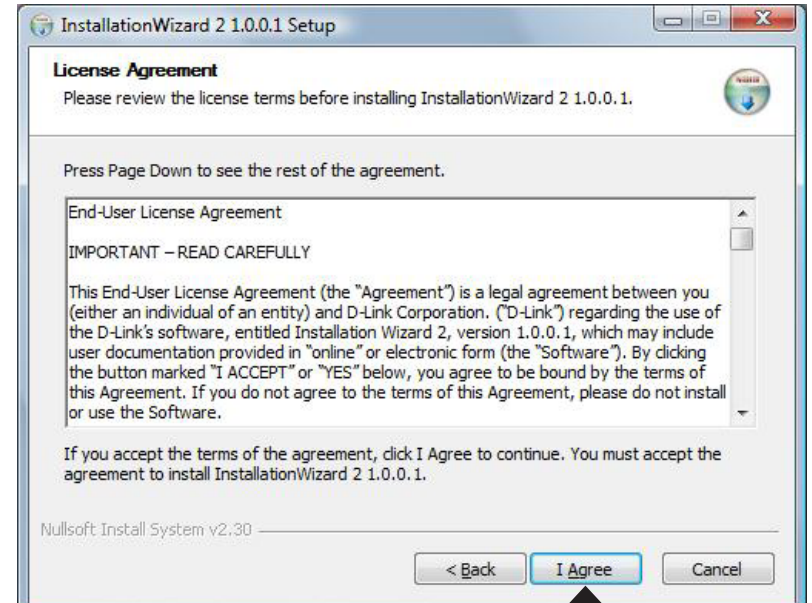 InstallationWizard 2 1.0.0.1 Setup
License Agreement
Please review the license terms before installing InstallationWizard 2 1.0.0.1.
Press Page Down to see the rest of the agreement.
End-User License Agreement
IMPORTANT – READ CAREFULLY
This End-User License Agreement (the “Agreement”) is a legal agreement between you
(either an individual of an entity) and D-Link Corporation. (“D-Link”) regarding the use of
the D-Link’s software, entitled Installation Wizard 2, version 1.0.0.1, which may include
user documentation provided in “online” or electronic form (the “Software”). By clicking
the button marked “I ACCEPT” or “YES” below, you agree to be bound by the terms of
this Agreement. If you do not agree to the terms of this Agreement, please do not install
or use the Software.
If you accept the terms of the agreement, click I Agree to continue. You must accept the
agreement to install InstallationWizard 2 1.0.0.1.
Nullsoft Install System v2.30
< Back I Agree Cancel